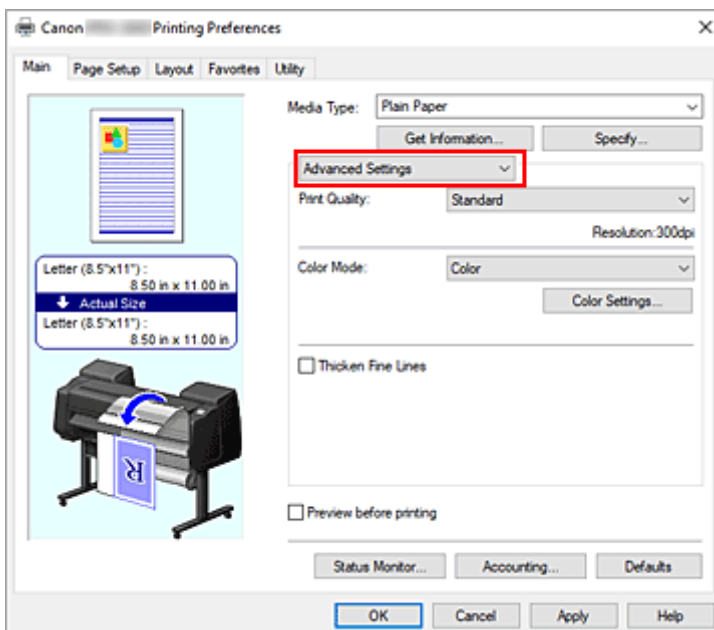 Canon Printing Preferences
Main Page Setup Layout Favorites Utility
Media Type: Plain Paper
Get Information... Specify...
Advanced Settings
Print Quality: Standard
Resolution:300dpi
Color Mode: Color
Color Settings...
Thicken Fine Lines
Letter (8.5"x11") :
8.50 in x 11.00 in
Actual Size
Letter (8.5"x11") :
8.50 in x 11.00 in
R
Preview before printing
Status Monitor... Accounting... Defaults
OK Cancel Apply Help